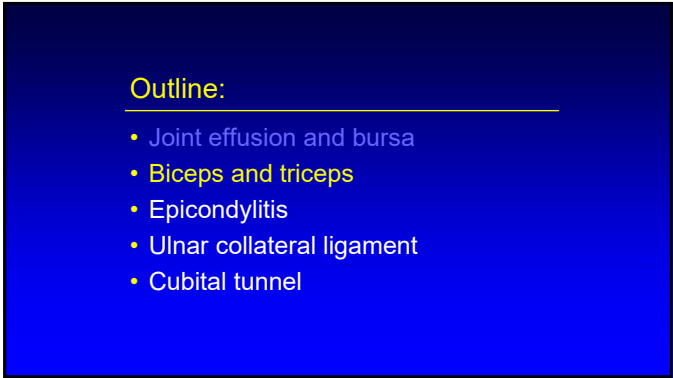 Outline:
• Joint effusion and bursa
• Biceps and triceps
• Epicondylitis
• Ulnar collateral ligament
• Cubital tunnel